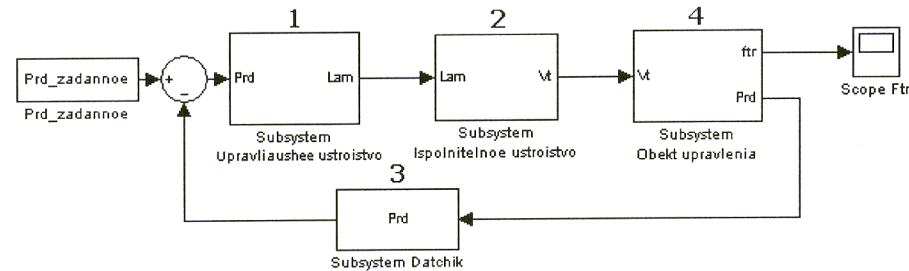 1
2
4
Prd_zadannoe
Prd_zadannoe
+
−
Prd
Lam
Subsystem
Upravliaushee ustroistvo
Lam
Vt
Subsystem
Ispolnitelnoe ustroistvo
Vt
ftr
Prd
Subsystem
Obekt upravlenia
Scope Ftr
3
Prd
Subsystem Datchik